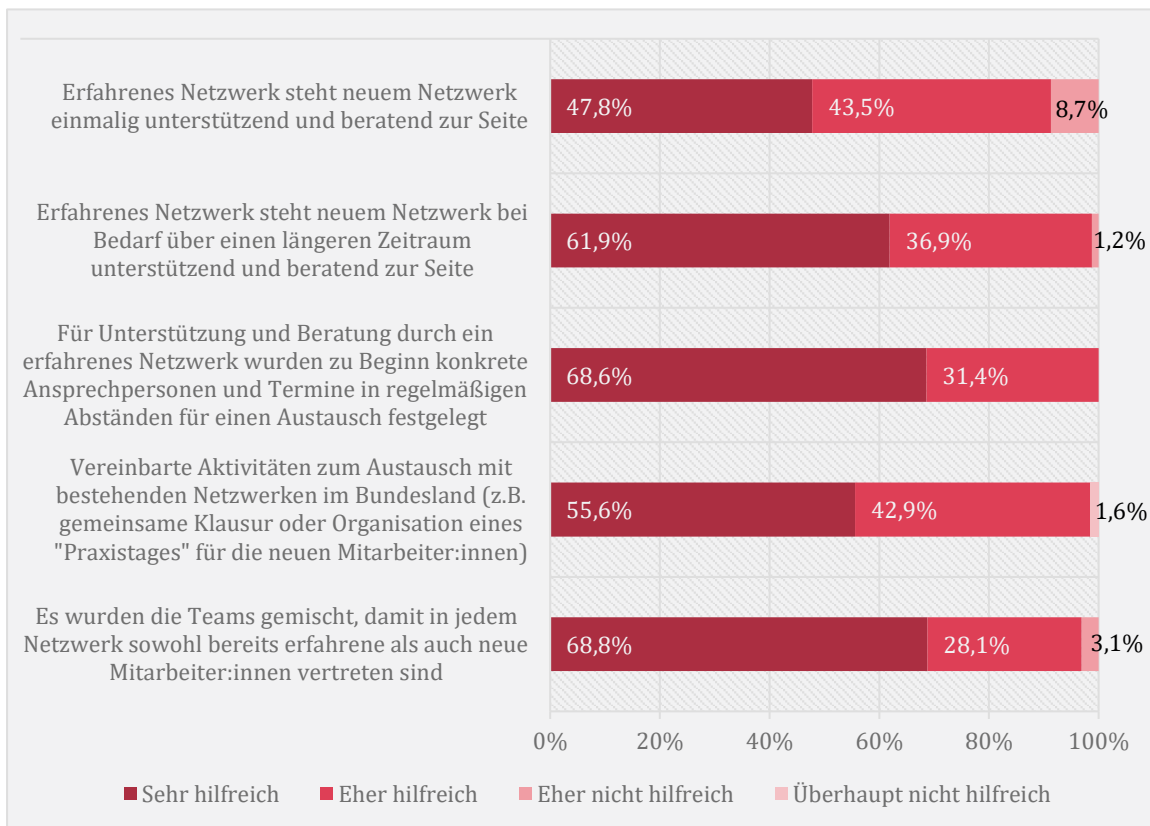 Erfahrenes Netzwerk steht neuem Netzwerk
einmalig unterstützend und beratend zur Seite
47,8%
43,5%
8,7%
Erfahrenes Netzwerk steht neuem Netzwerk bei
Bedarf über einen längeren Zeitraum
unterstützend und beratend zur Seite
61,9%
36,9%
1,2%
Für Unterstützung und Beratung durch ein
erfahrenes Netzwerk wurden zu Beginn konkrete
Ansprechpersonen und Termine in regelmäßigen
Abständen für einen Austausch festgelegt
68,6%
31,4%
Vereinbarte Aktivitäten zum Austausch mit
bestehenden Netzwerken im Bundesland (z.B.
gemeinsame Klausur oder Organisation eines
"Praxistages" für die neuen Mitarbeiter:innen)
55,6%
42,9%
1,6%
Es wurden die Teams gemischt, damit in jedem
Netzwerk sowohl bereits erfahrene als auch neue
Mitarbeiter:innen vertreten sind
68,8%
28,1%
3,1%
0% 20% 40% 60% 80% 100%
Sehr hilfreich Eher hilfreich Eher nicht hilfreich Überhaupt nicht hilfreich